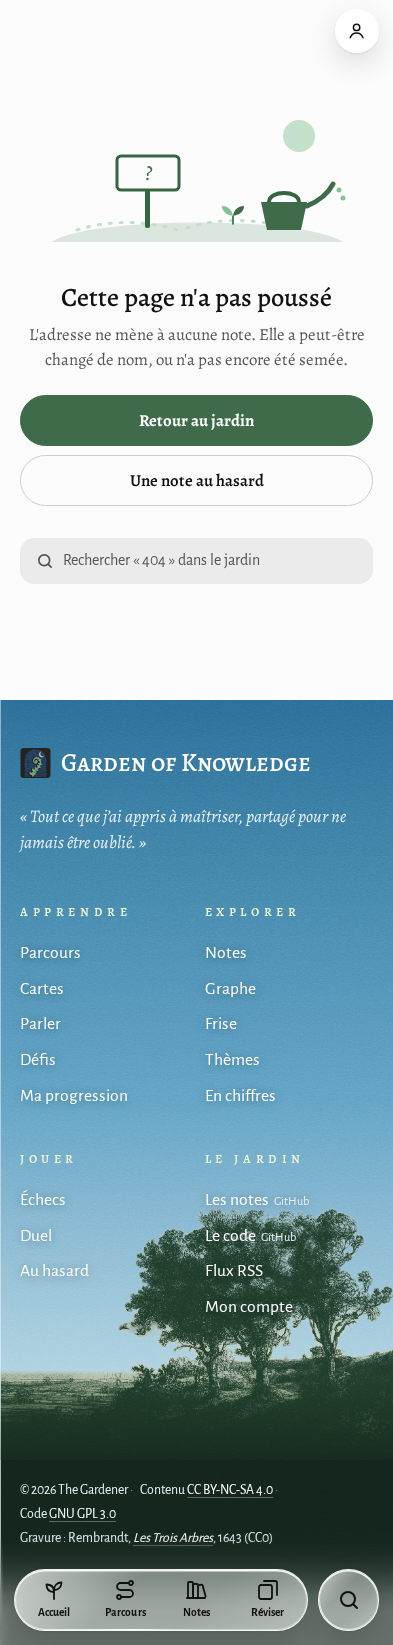 ?
Cette page n'a pas poussé
L'adresse ne mène à aucune note. Elle a peut-être
changé de nom, ou n'a pas encore été semée.
Retour au jardin
Une note au hasard
Rechercher « 404 » dans le jardin
Garden of Knowledge
« Tout ce que j'ai appris à maîtriser, partagé pour ne
jamais être oublié. »
APPRENDRE
Parcours
Cartes
Parler
Défis
Ma progression
EXPLORER
Notes
Graphe
Frise
Thèmes
En chiffres
JOUER
Échecs
Duel
Au hasard
LE JARDIN
Les notes GitHub
Le code GitHub
Flux RSS
Mon compte
© 2026 The Gardener · Contenu CC BY-NC-SA 4.0 ·
Code GNU GPL 3.0
Gravure : Rembrandt, Les Trois Arbres, 1643 (CC0)
Accueil
Parcours
Notes
Réviser